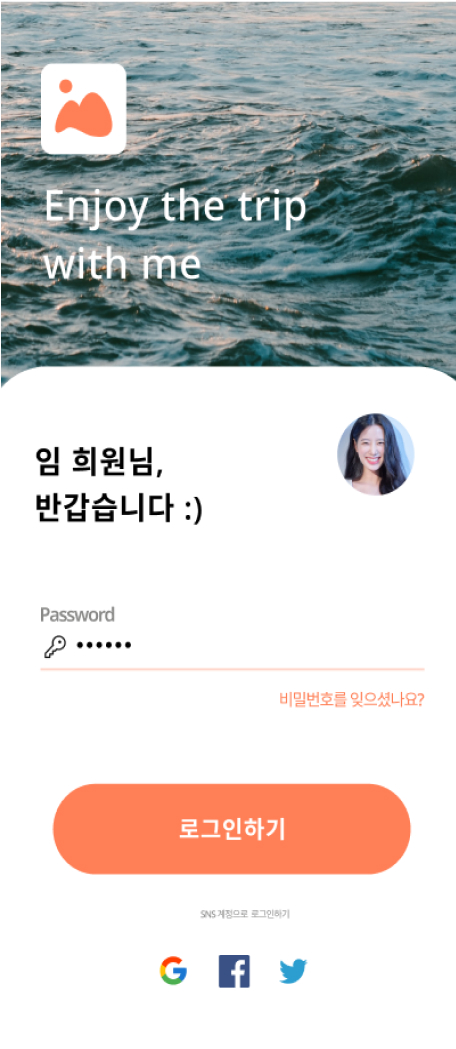 Enjoy the trip
with me
임 희원님,
반갑습니다 :)
Password
••••••
비밀번호를 잊으셨나요?
로그인하기
SNS 계정으로 로그인하기